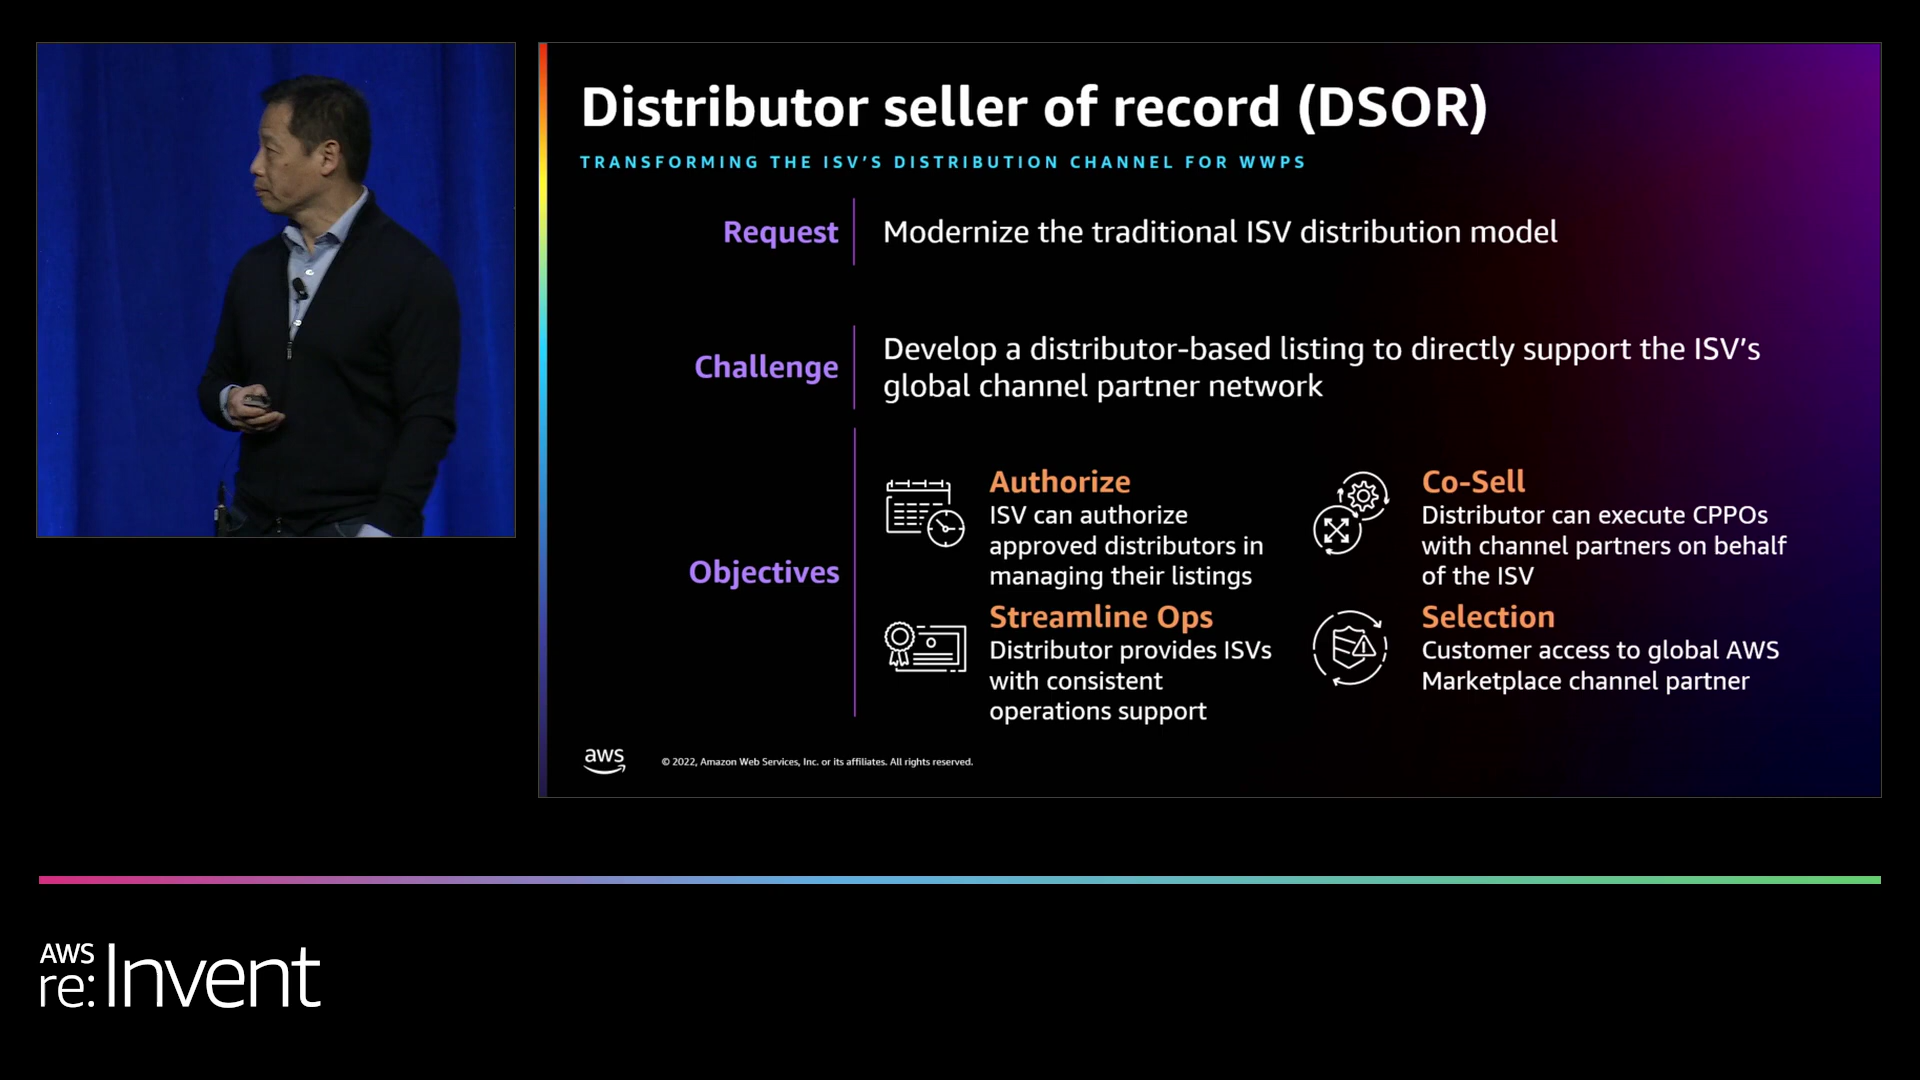 Distributor seller of record (DSOR)
TRANSFORMING THE ISV'S DISTRIBUTION CHANNEL FOR WWPS
Request
Modernize the traditional ISV distribution model
Challenge
Develop a distributor-based listing to directly support the ISV's
global channel partner network
Objectives
Authorize
ISV can authorize
approved distributors in
managing their listings
Co-Sell
Distributor can execute CPPOs
with channel partners on behalf
of the ISV
Streamline Ops
Distributor provides ISVs
with consistent
operations support
Selection
Customer access to global AWS
Marketplace channel partner
aws
© 2022, Amazon Web Services, Inc. or its affiliates. All rights reserved.
AWS
re:Invent